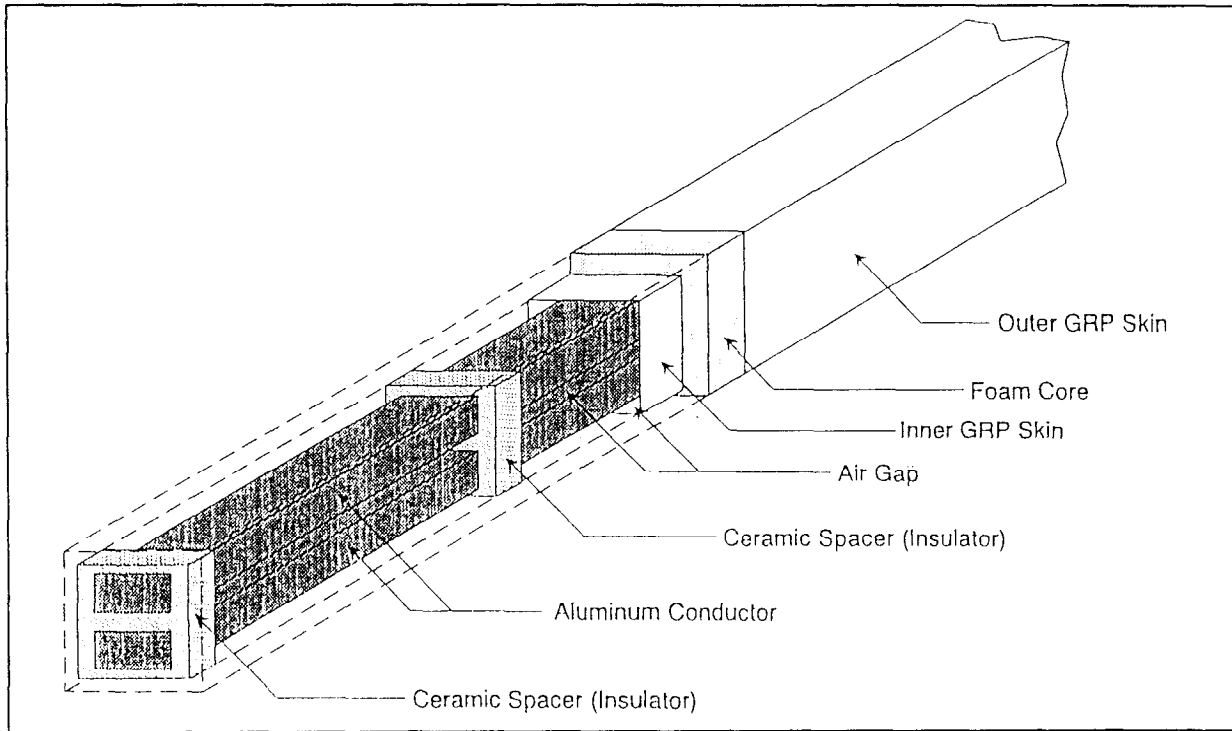 Outer GRP Skin
Foam Core
Inner GRP Skin
Air Gap
Ceramic Spacer (Insulator)
Aluminum Conductor
Ceramic Spacer (Insulator)